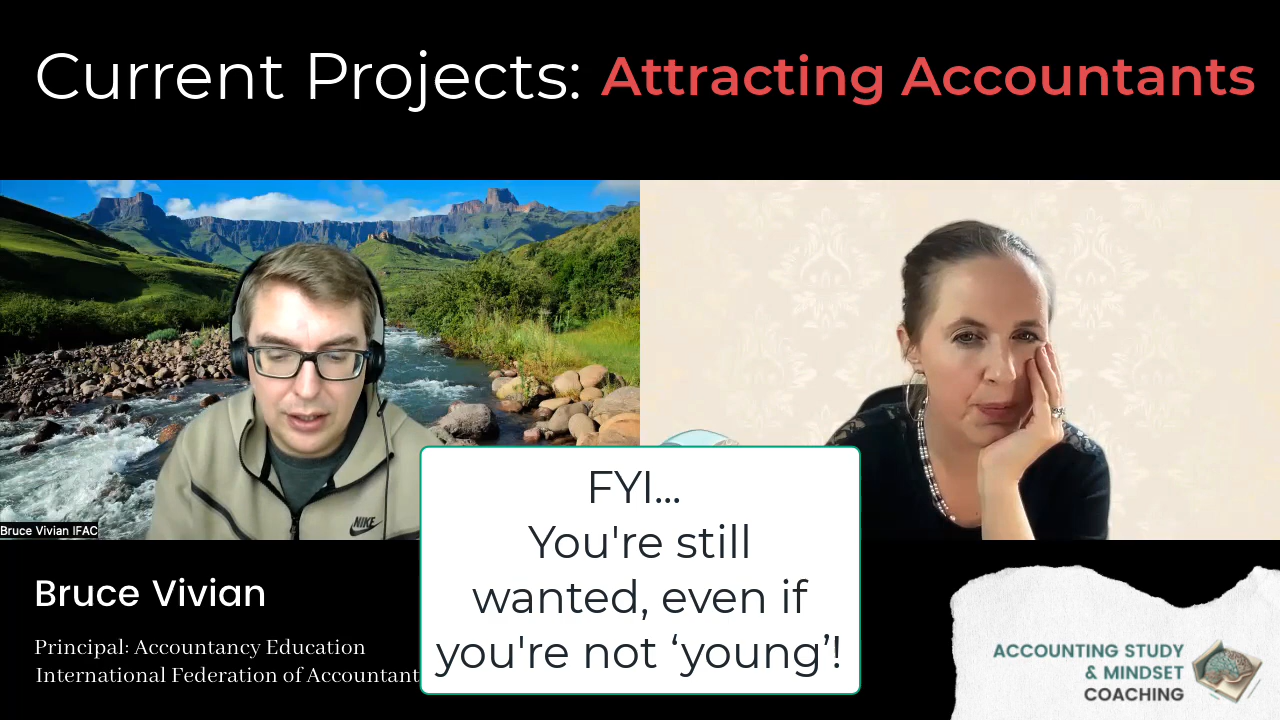 Current Projects: Attracting Accountants
NIKE
Bruce Vivian IFAC
FYI...
You're still
wanted, even if
you're not ‘young’!
Bruce Vivian
Principal: Accountancy Education
International Federation of Accountant
ACCOUNTING STUDY
& MINDSET
COACHING